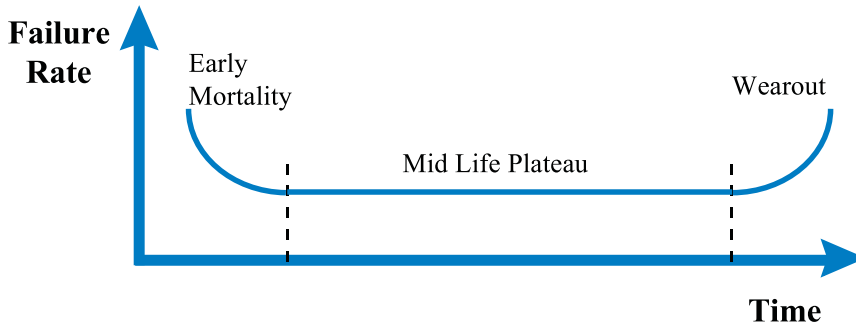 Failure
Rate
Early
Mortality
Wearout
Mid Life Plateau
Time